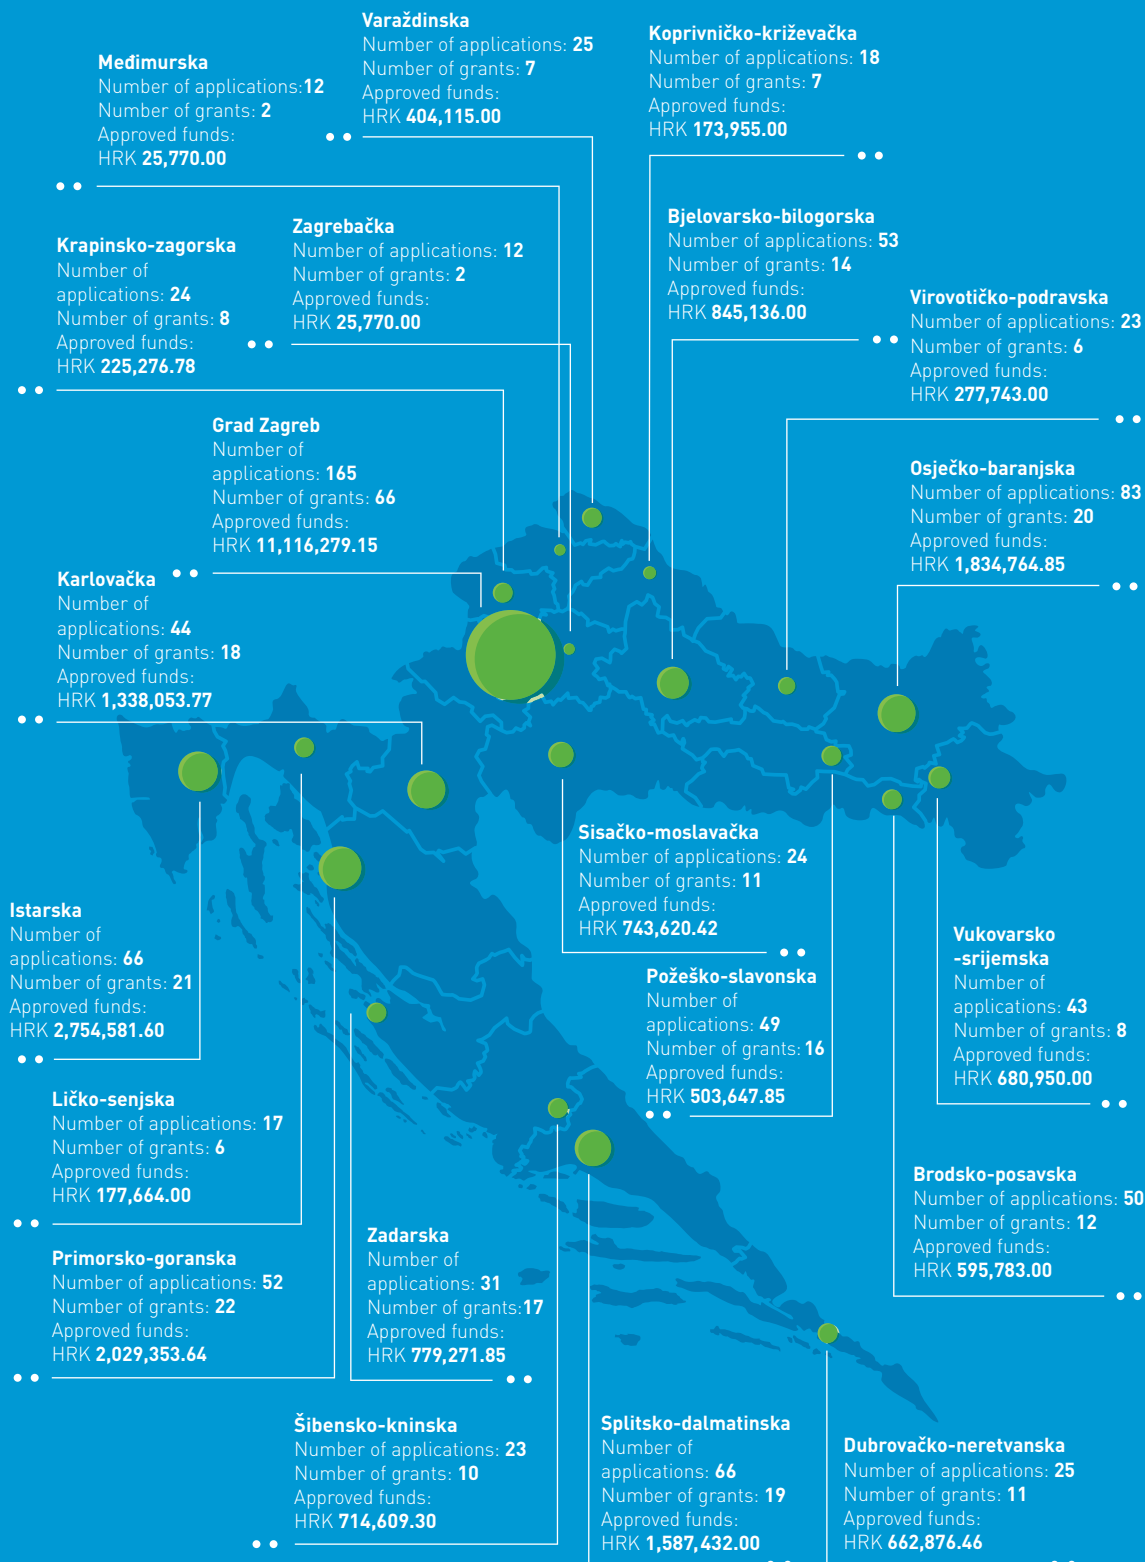 Varaždinska
Number of applications: 25
Number of grants: 7
Approved funds:
HRK 404,115.00
Koprivničko-križevačka
Number of applications: 18
Number of grants: 7
Approved funds:
HRK 173,955.00
Međimurska
Number of applications:12
Number of grants: 2
Approved funds:
HRK 25,770.00
Krapinsko-zagorska
Number of
applications: 24
Number of grants: 8
Approved funds:
HRK 225,276.78
Zagrebačka
Number of applications: 12
Number of grants: 2
Approved funds:
HRK 25,770.00
Bjelovarsko-bilogorska
Number of applications: 53
Number of grants: 14
Approved funds:
HRK 845,136.00
Virovotičko-podravska
Number of applications: 23
Number of grants: 6
Approved funds:
HRK 277,743.00
Grad Zagreb
Number of
applications: 165
Number of grants: 66
Approved funds:
HRK 11,116,279.15
Osječko-baranjska
Number of applications: 83
Number of grants: 20
Approved funds:
HRK 1,834,764.85
Karlovačka
Number of
applications: 44
Number of grants: 18
Approved funds:
HRK 1,338,053.77
Sisačko-moslavačka
Number of applications: 24
Number of grants: 11
Approved funds:
HRK 743,620.42
Istarska
Number of
applications: 66
Number of grants: 21
Approved funds:
HRK 2,754,581.60
Vukovarsko
-srijemska
Number of
applications: 43
Number of grants: 8
Approved funds:
HRK 680,950.00
Požeško-slavonska
Number of
applications: 49
Number of grants: 16
Approved funds:
HRK 503,647.85
Ličko-senjska
Number of applications: 17
Number of grants: 6
Approved funds:
HRK 177,664.00
Brodsko-posavska
Number of applications: 50
Number of grants: 12
Approved funds:
HRK 595,783.00
Primorsko-goranska
Number of applications: 52
Number of grants: 22
Approved funds:
HRK 2,029,353.64
Zadarska
Number of
applications: 31
Number of grants:17
Approved funds:
HRK 779,271.85
Šibensko-kninska
Number of applications: 23
Number of grants: 10
Approved funds:
HRK 714,609.30
Splitsko-dalmatinska
Number of
applications: 66
Number of grants: 19
Approved funds:
HRK 1,587,432.00
Dubrovačko-neretvanska
Number of applications: 25
Number of grants: 11
Approved funds:
HRK 662,876.46